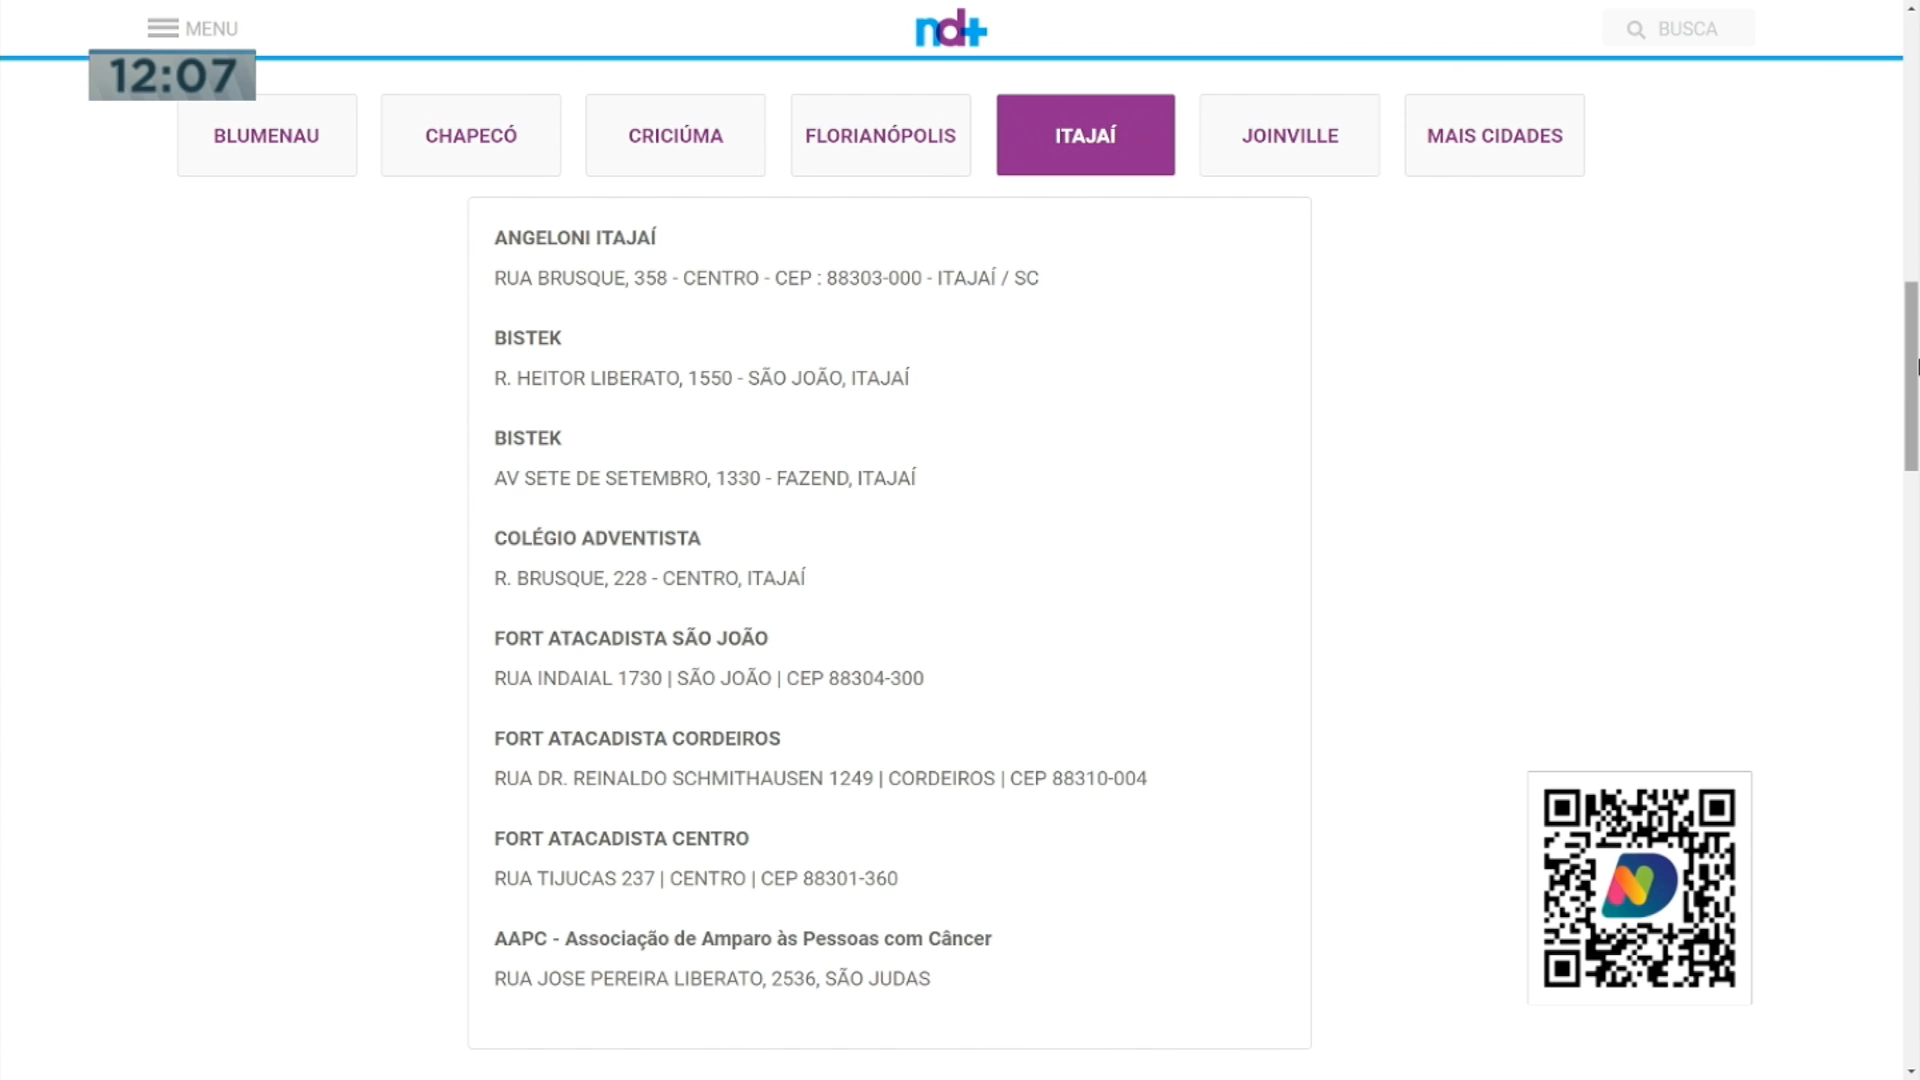 MENU
nd+
BUSCA
12:07
BLUMENAU
CHAPECÓ
CRICIÚMA
FLORIANÓPOLIS
ITAJAÍ
JOINVILLE
MAIS CIDADES
ANGELONI ITAJAÍ
RUA BRUSQUE, 358 - CENTRO - CEP : 88303-000 - ITAJAÍ / SC
BISTEK
R. HEITOR LIBERATO, 1550 - SÃO JOÃO, ITAJAÍ
BISTEK
AV SETE DE SETEMBRO, 1330 - FAZEND, ITAJAÍ
COLÉGIO ADVENTISTA
R. BRUSQUE, 228 - CENTRO, ITAJAÍ
FORT ATACADISTA SÃO JOÃO
RUA INDAIAL 1730 | SÃO JOÃO | CEP 88304-300
FORT ATACADISTA CORDEIROS
RUA DR. REINALDO SCHMITHAUSEN 1249 | CORDEIROS | CEP 88310-004
FORT ATACADISTA CENTRO
RUA TIJUCAS 237 | CENTRO | CEP 88301-360
AAPC - Associação de Amparo às Pessoas com Câncer
RUA JOSE PEREIRA LIBERATO, 2536, SÃO JUDAS
ND